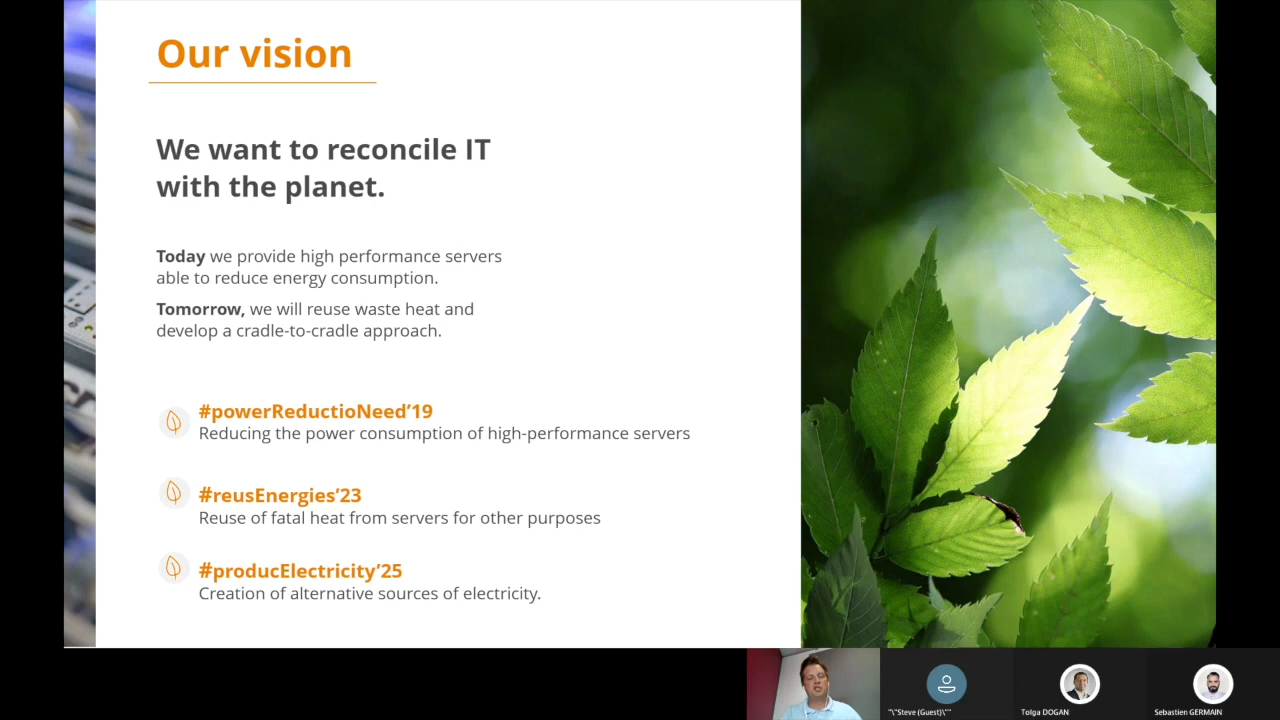 Our vision
We want to reconcile IT
with the planet.
Today we provide high performance servers
able to reduce energy consumption.
Tomorrow, we will reuse waste heat and
develop a cradle-to-cradle approach.
#powerReductioNeed’19
Reducing the power consumption of high-performance servers
#reusEnergies’23
Reuse of fatal heat from servers for other purposes
#producElectricity’25
Creation of alternative sources of electricity.
"\"Steve (Guest)\""
Tolga DOGAN
Sebastien GERMAIN